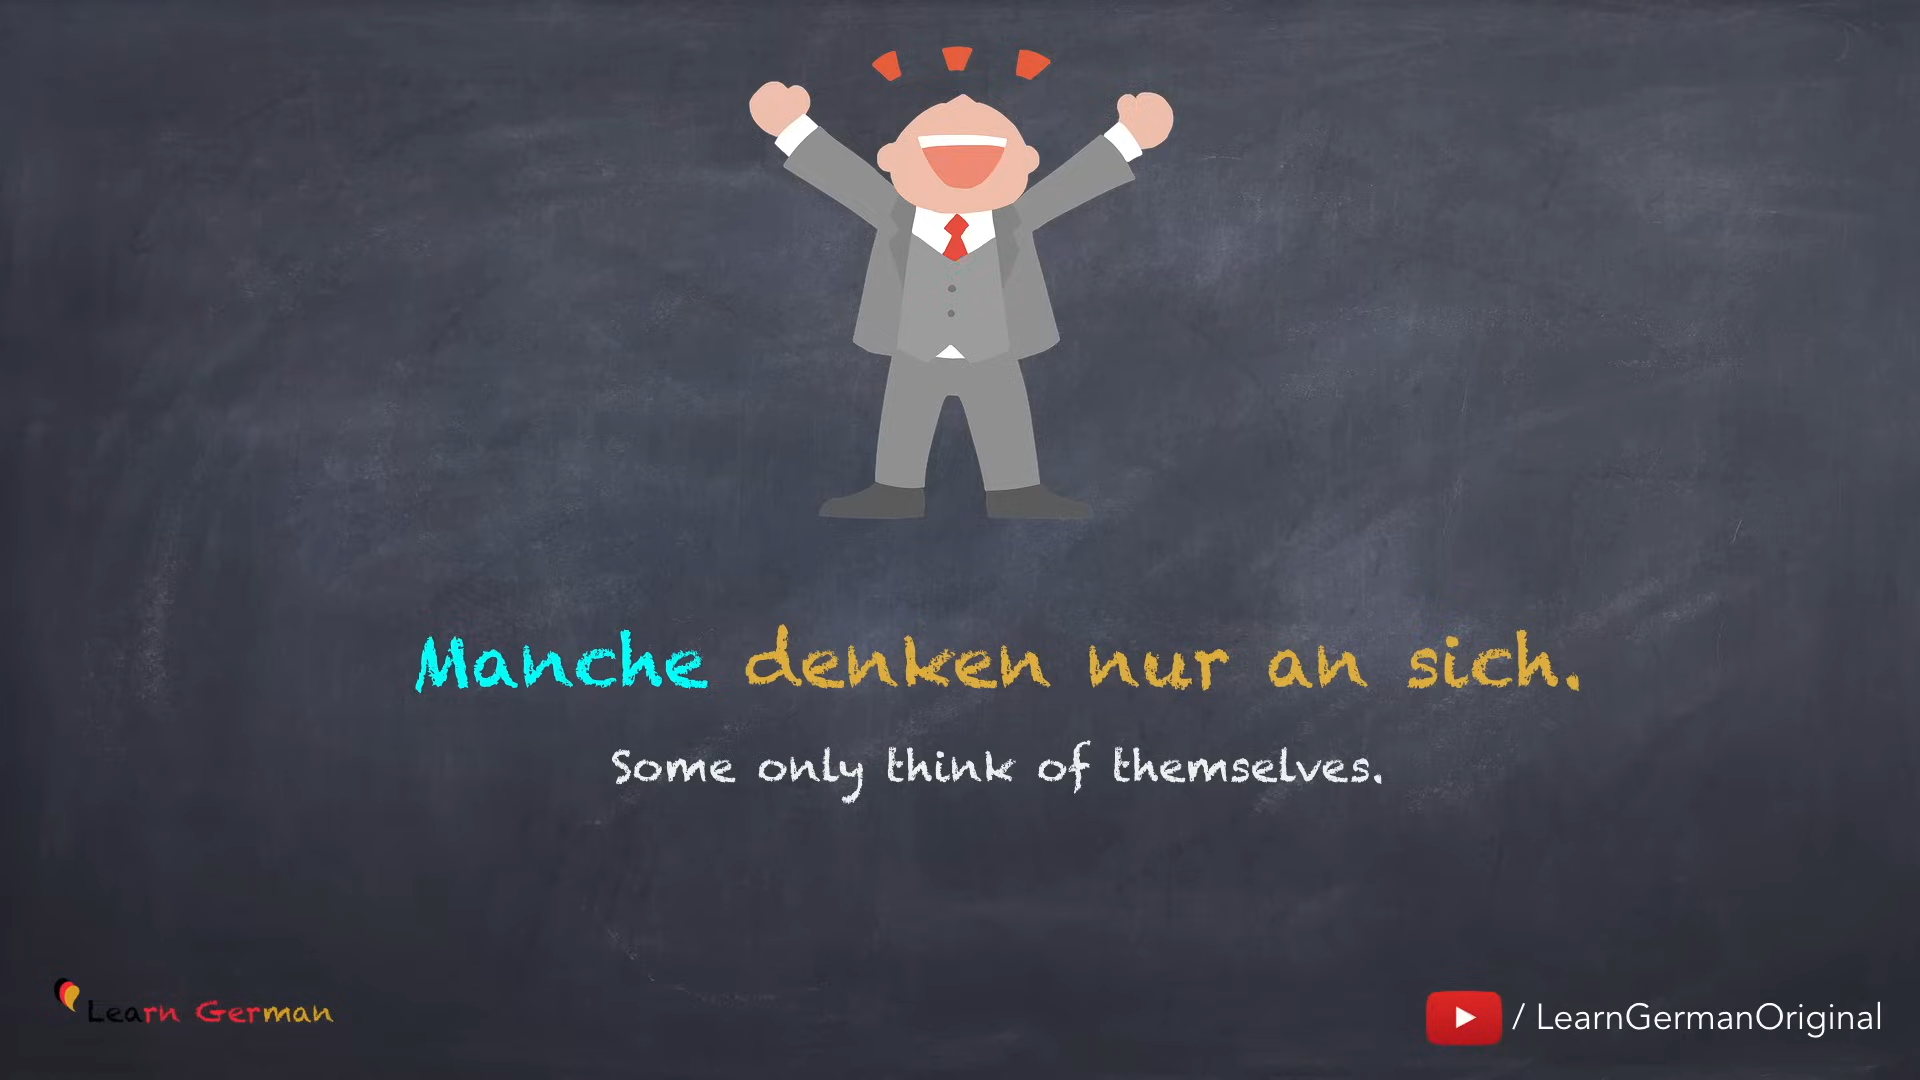 Manche denken nur an sich.
Some only think of themselves.
Learn German
/ LearnGermanOriginal